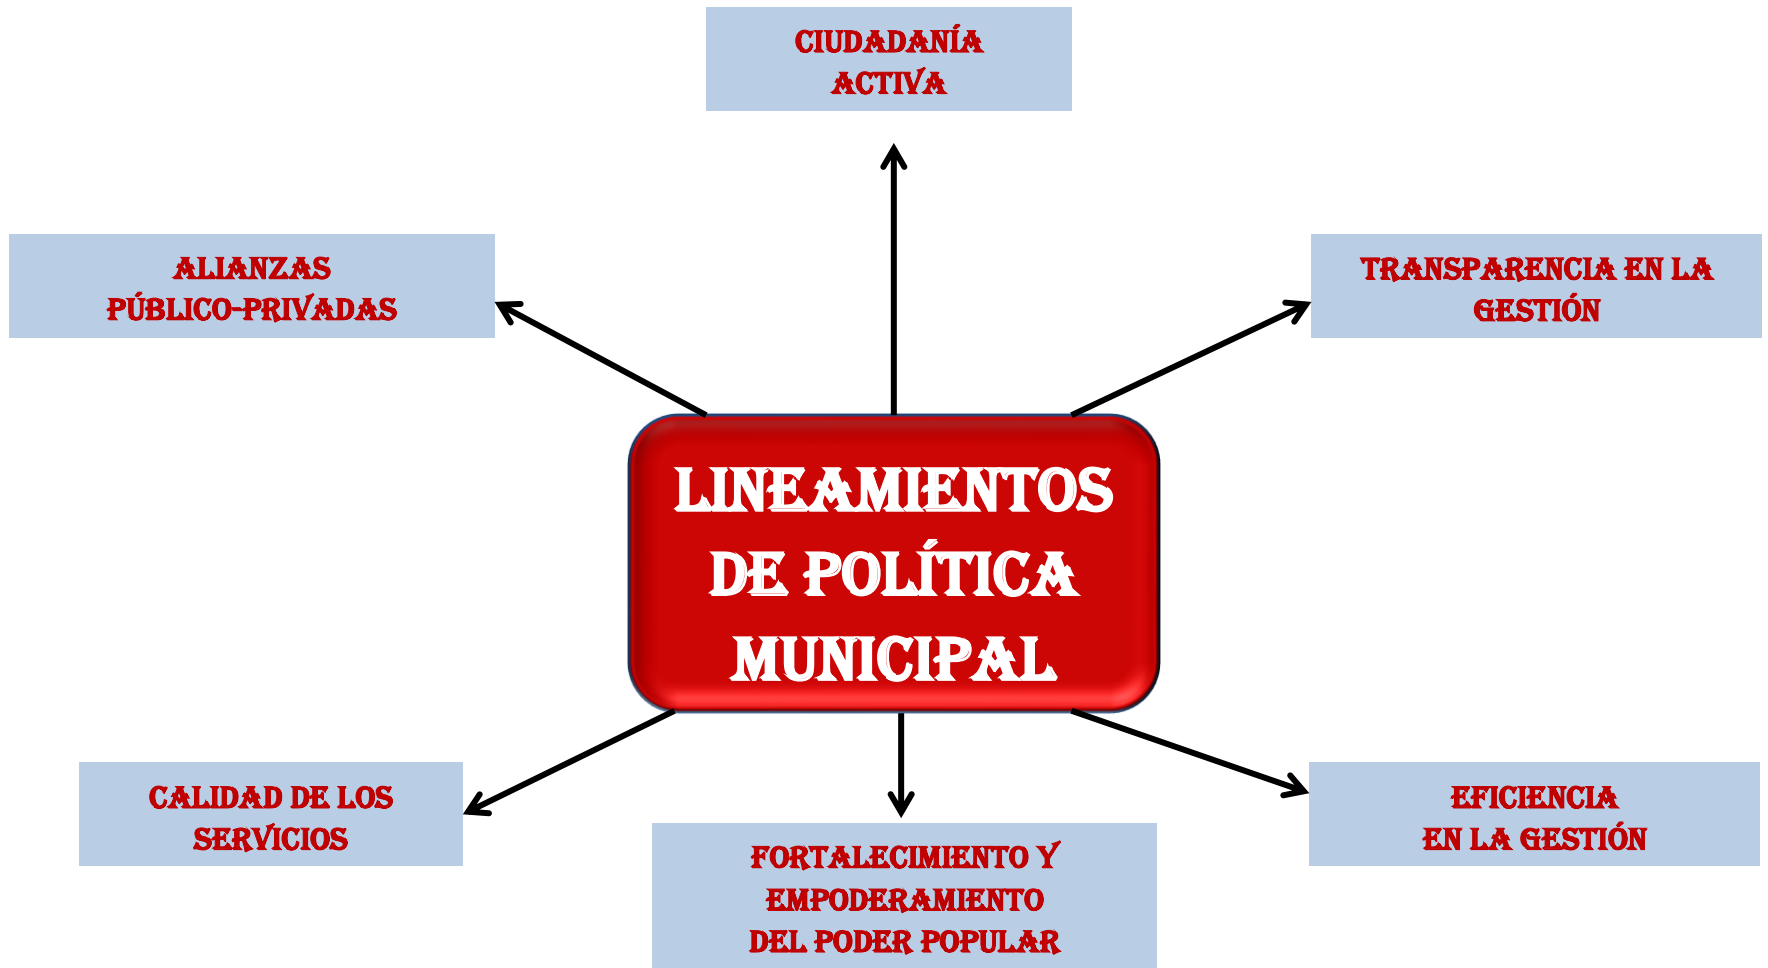 CIUDADANÍA
ACTIVA
ALIANZAS
PÚBLICO-PRIVADAS
TRANSPARENCIA EN LA
GESTIÓN
LINEAMIENTOS
DE POLÍTICA
MUNICIPAL
CALIDAD DE LOS
SERVICIOS
FORTALECIMIENTO Y
EMPODERAMIENTO
DEL PODER POPULAR
EFICIENCIA
EN LA GESTIÓN